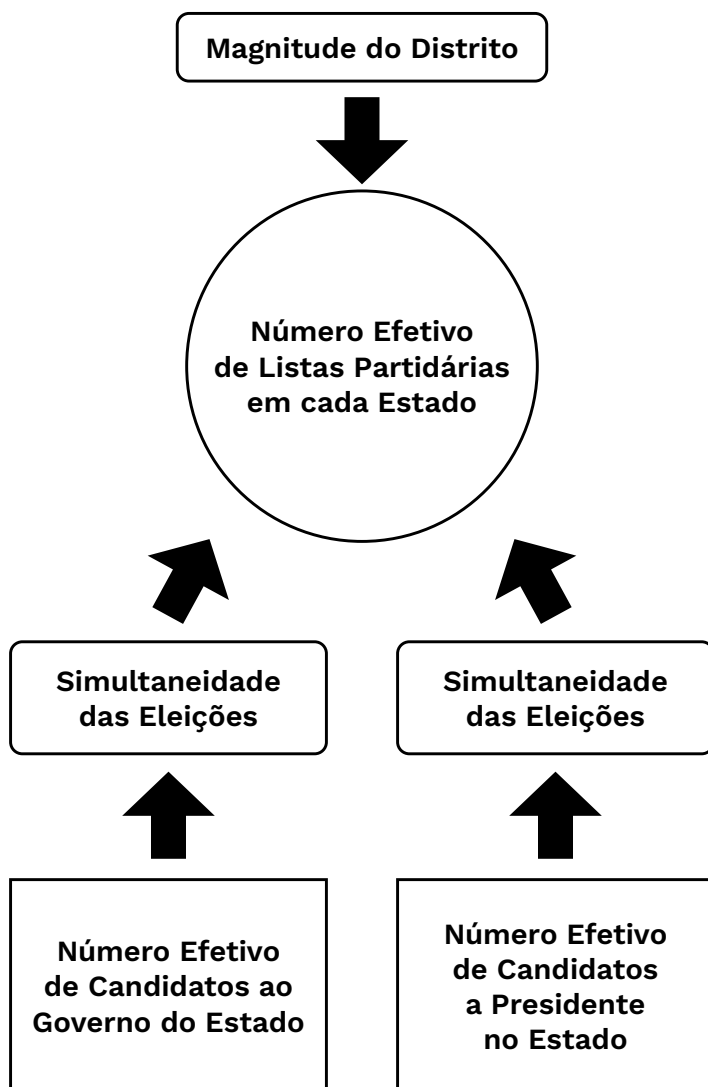 Magnitude do Distrito
Número Efetivo
de Listas Partidárias
em cada Estado
Simultaneidade
das Eleições
Simultaneidade
das Eleições
Número Efetivo
de Candidatos ao
Governo do Estado
Número Efetivo
de Candidatos
a Presidente
no Estado